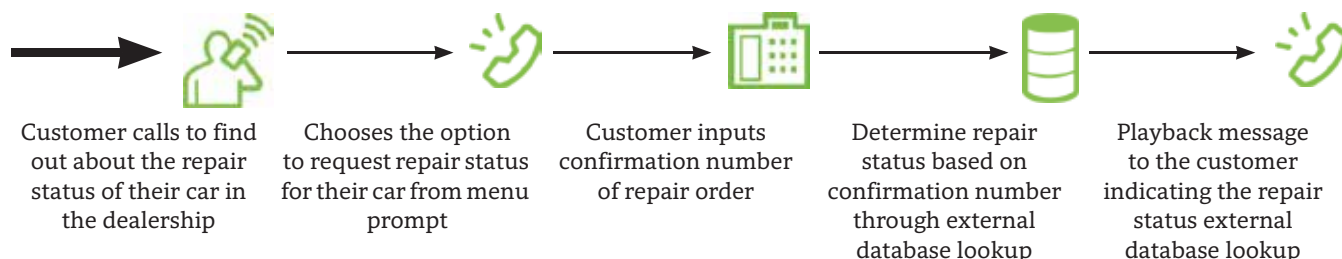 Customer calls to find
out about the repair
status of their car in
the dealership
Chooses the option
to request repair status
for their car from menu
prompt
Customer inputs
confirmation number
of repair order
Determine repair
status based on
confirmation number
through external
database lookup
Playback message
to the customer
indicating the repair
status external
database lookup